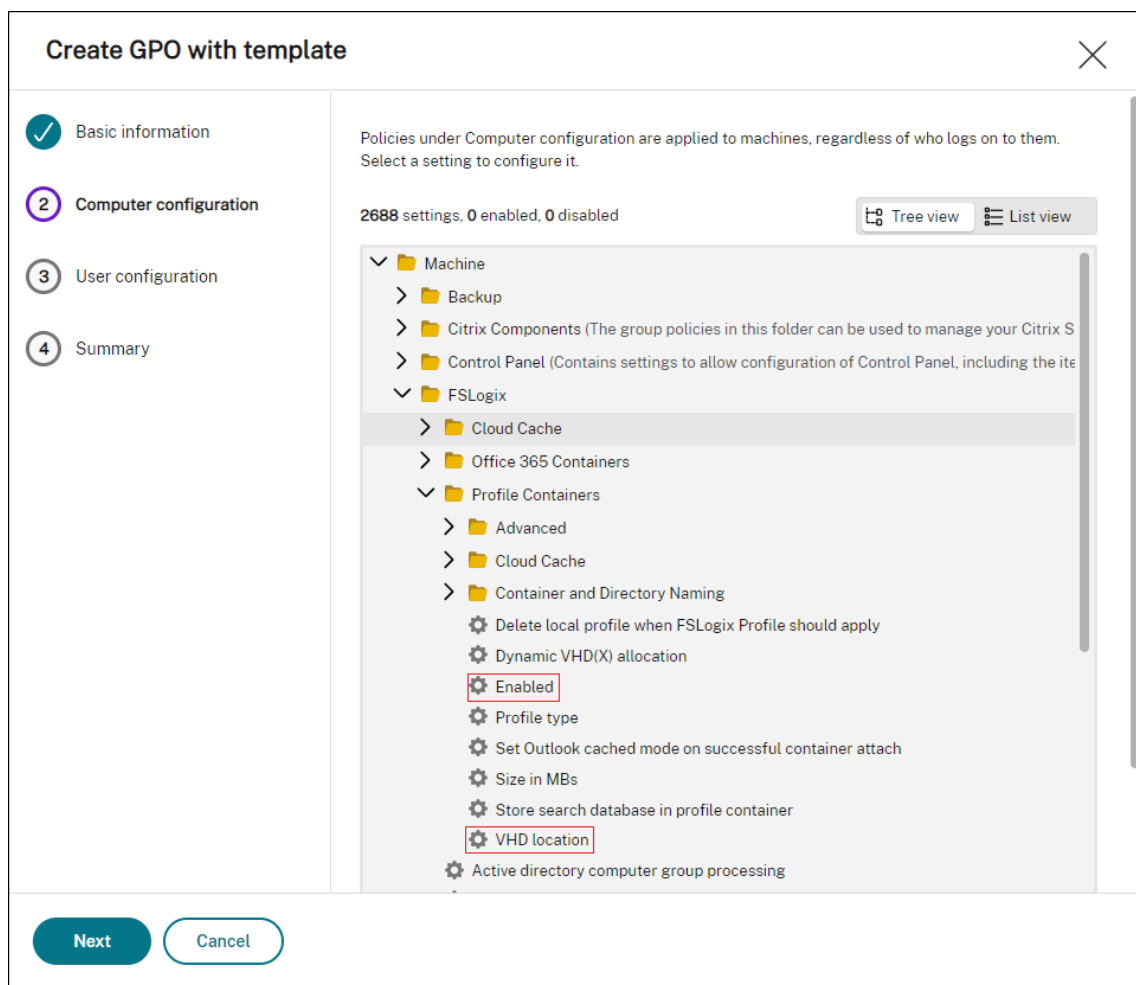 Create GPO with template
Basic information
2 Computer configuration
3 User configuration
4 Summary
Policies under Computer configuration are applied to machines, regardless of who logs on to them.
Select a setting to configure it.
2688 settings, 0 enabled, 0 disabled
Tree view
List view
Machine
Backup
Citrix Components (The group policies in this folder can be used to manage your Citrix S
Control Panel (Contains settings to allow configuration of Control Panel, including the ite
FSLogix
Cloud Cache
Office 365 Containers
Profile Containers
Advanced
Cloud Cache
Container and Directory Naming
Delete local profile when FSLogix Profile should apply
Dynamic VHD(X) allocation
Enabled
Profile type
Set Outlook cached mode on successful container attach
Size in MBs
Store search database in profile container
VHD location
Active directory computer group processing
Next
Cancel